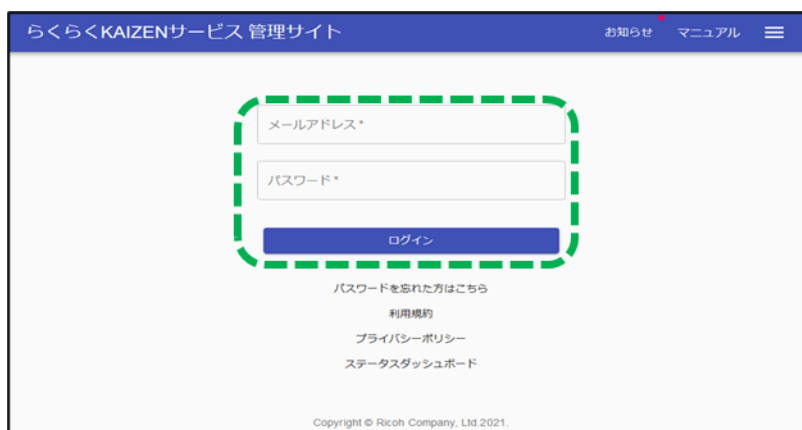 らくらくKAIZENサービス 管理サイト
お知らせ マニュアル
メールアドレス*
パスワード*
ログイン
パスワードを忘れた方はこちら
利用規約
プライバシーポリシー
ステータスダッシュボード
Copyright © Ricoh Company, Ltd.2021.